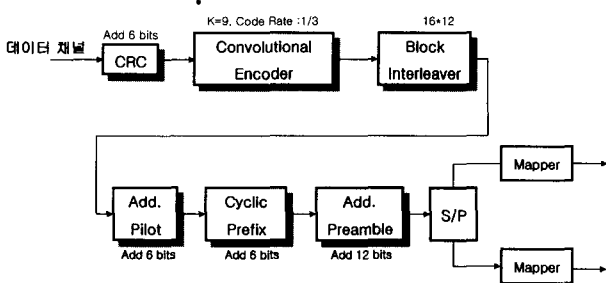 K=9, Code Rate :1/3
16*12
데이터 채널
Add 6 bits
CRC
Convolutional
Encoder
Block
Interleaver
Mapper
Add.
Pilot
Cyclic
Prefix
Add.
Preamble
S/P
Add 6 bits
Add 6 bits
Add 12 bits
Mapper